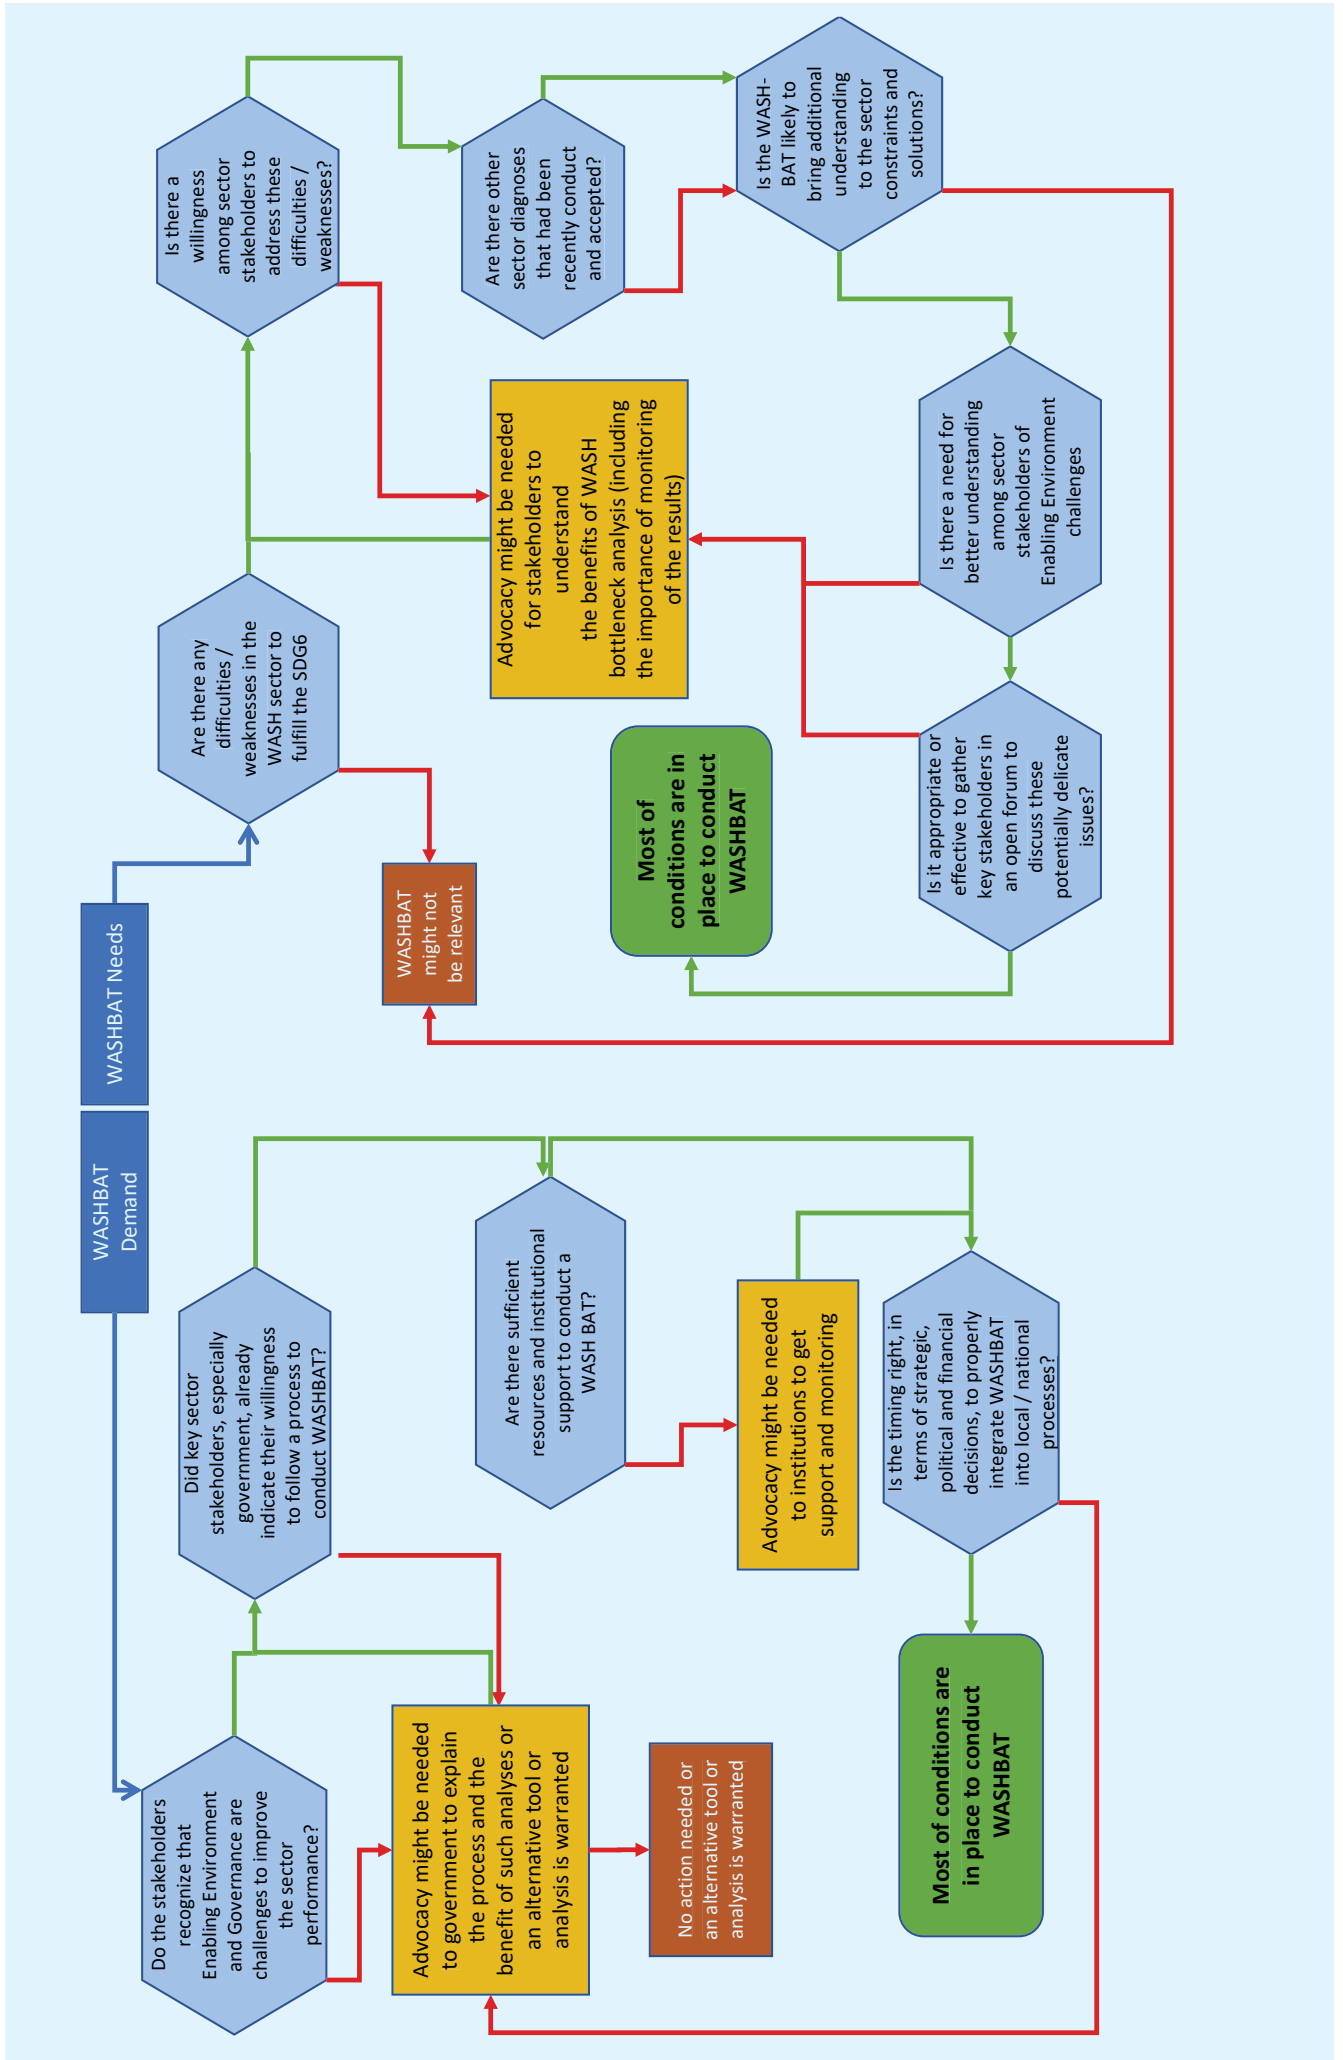 WASHBAT
Demand
WASHBAT Needs
Do the stakeholders
recognize that
Enabling Environment
and Governance are
challenges to improve
the sector
performance?
Did key sector
stakeholders, especially
government, already
indicate their willingness
to follow a process to
conduct WASHBAT?
Advocacy might be needed
to government to explain
the process and the
benefit of such analyses or
an alternative tool or
analysis is warranted
No action needed or
an alternative tool or
analysis is warranted
Are there sufficient
resources and institutional
support to conduct a
WASH BAT?
Advocacy might be needed
to institutions to get
support and monitoring
Is the timing right, in
terms of strategic,
political and financial
decisions, to properly
integrate WASHBAT
into local / national
processes?
Most of conditions are
in place to conduct
WASHBAT
Are there any
difficulties /
weaknesses in the
WASH sector to
fulfill the SDG6
Is there a
willingness
among sector
stakeholders to
address these
difficulties /
weaknesses?
WASHBAT
might not
be relevant
Advocacy might be needed
for stakeholders to
understand
the benefits of WASH
bottleneck analysis (including
the importance of monitoring
of the results)
Are there other
sector diagnoses
that had been
recently conduct
and accepted?
Is the WASH-
BAT likely to
bring additional
understanding
to the sector
constraints and
solutions?
Most of
conditions are in
place to conduct
WASHBAT
Is it appropriate or
effective to gather
key stakeholders in
an open forum to
discuss these
potentially delicate
issues?
Is there a need for
better understanding
among sector
stakeholders of
Enabling Environment
challenges